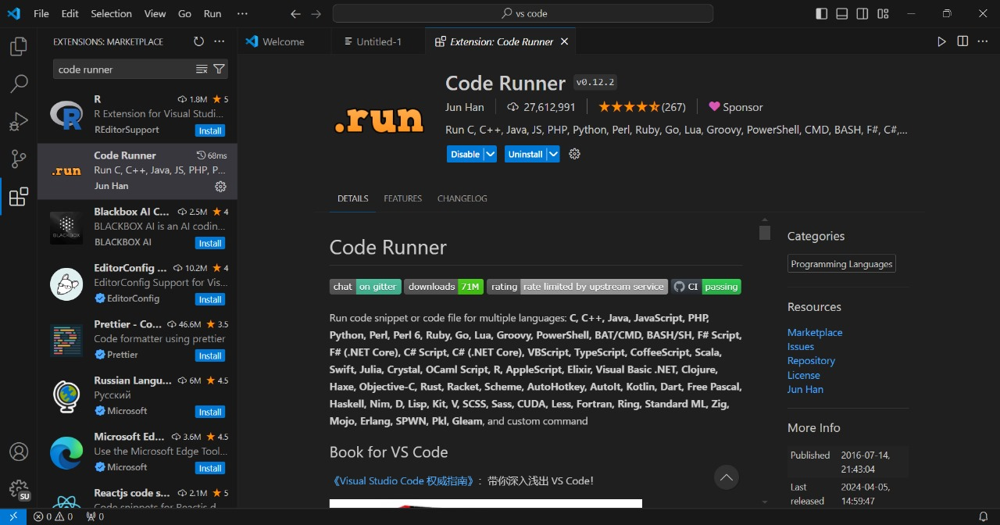 File Edit Selection View Go Run ···
vs code
EXTENSIONS: MARKETPLACE
code runner
R 1.8M 5
R Extension for Visual Studi...
REditorSupport Install
Code Runner 68ms
Run C, C++, Java, JS, PHP, P...
Jun Han
Blackbox AI C... 2.5M 4
BLACKBOX AI is an AI codin...
BLACKBOX AI Install
BLACKBOX
EditorConfig ... 10.2M 4
EditorConfig Support for Vis...
EditorConfig Install
Prettier - Co... 46.6M 3.5
Code formatter using prettier
Prettier Install
Russian Langu... 6M 4.5
Русский
Microsoft Install
Microsoft Ed... 3.6M 4.5
Use the Microsoft Edge Tool...
Microsoft Install
Reactjs code s... 2.1M 5
Code snippets for Reactjs d...
SU
0 0 0
Welcome
Untitled-1
Extension: Code Runner
.run
.run
Code Runner v0.12.2
Jun Han 27,612,991 (267) Sponsor
Run C, C++, Java, JS, PHP, Python, Perl, Ruby, Go, Lua, Groovy, PowerShell, CMD, BASH, F#, C#,...
Disable Uninstall
DETAILS FEATURES CHANGELOG
Code Runner
chat on gitter downloads 71M rating rate limited by upstream service CI passing
Run code snippet or code file for multiple languages: C, C++, Java, JavaScript, PHP,
Python, Perl, Perl 6, Ruby, Go, Lua, Groovy, PowerShell, BAT/CMD, BASH/SH, F# Script,
F# (.NET Core), C# Script, C# (.NET Core), VBScript, TypeScript, CoffeeScript, Scala,
Swift, Julia, Crystal, OCaml Script, R, AppleScript, Elixir, Visual Basic .NET, Clojure,
Haxe, Objective-C, Rust, Racket, Scheme, AutoHotkey, AutoIt, Kotlin, Dart, Free Pascal,
Haskell, Nim, D, Lisp, Kit, V, SCSS, Sass, CUDA, Less, Fortran, Ring, Standard ML, Zig,
Mojo, Erlang, SPWN, Pkl, Gleam, and custom command
Book for VS Code
《Visual Studio Code 权威指南》：带你深入浅出 VS Code!
Categories
Programming Languages
Resources
Marketplace
Issues
Repository
License
Jun Han
More Info
Published 2016-07-14,
21:43:04
Last 2024-04-05,
released 14:59:47